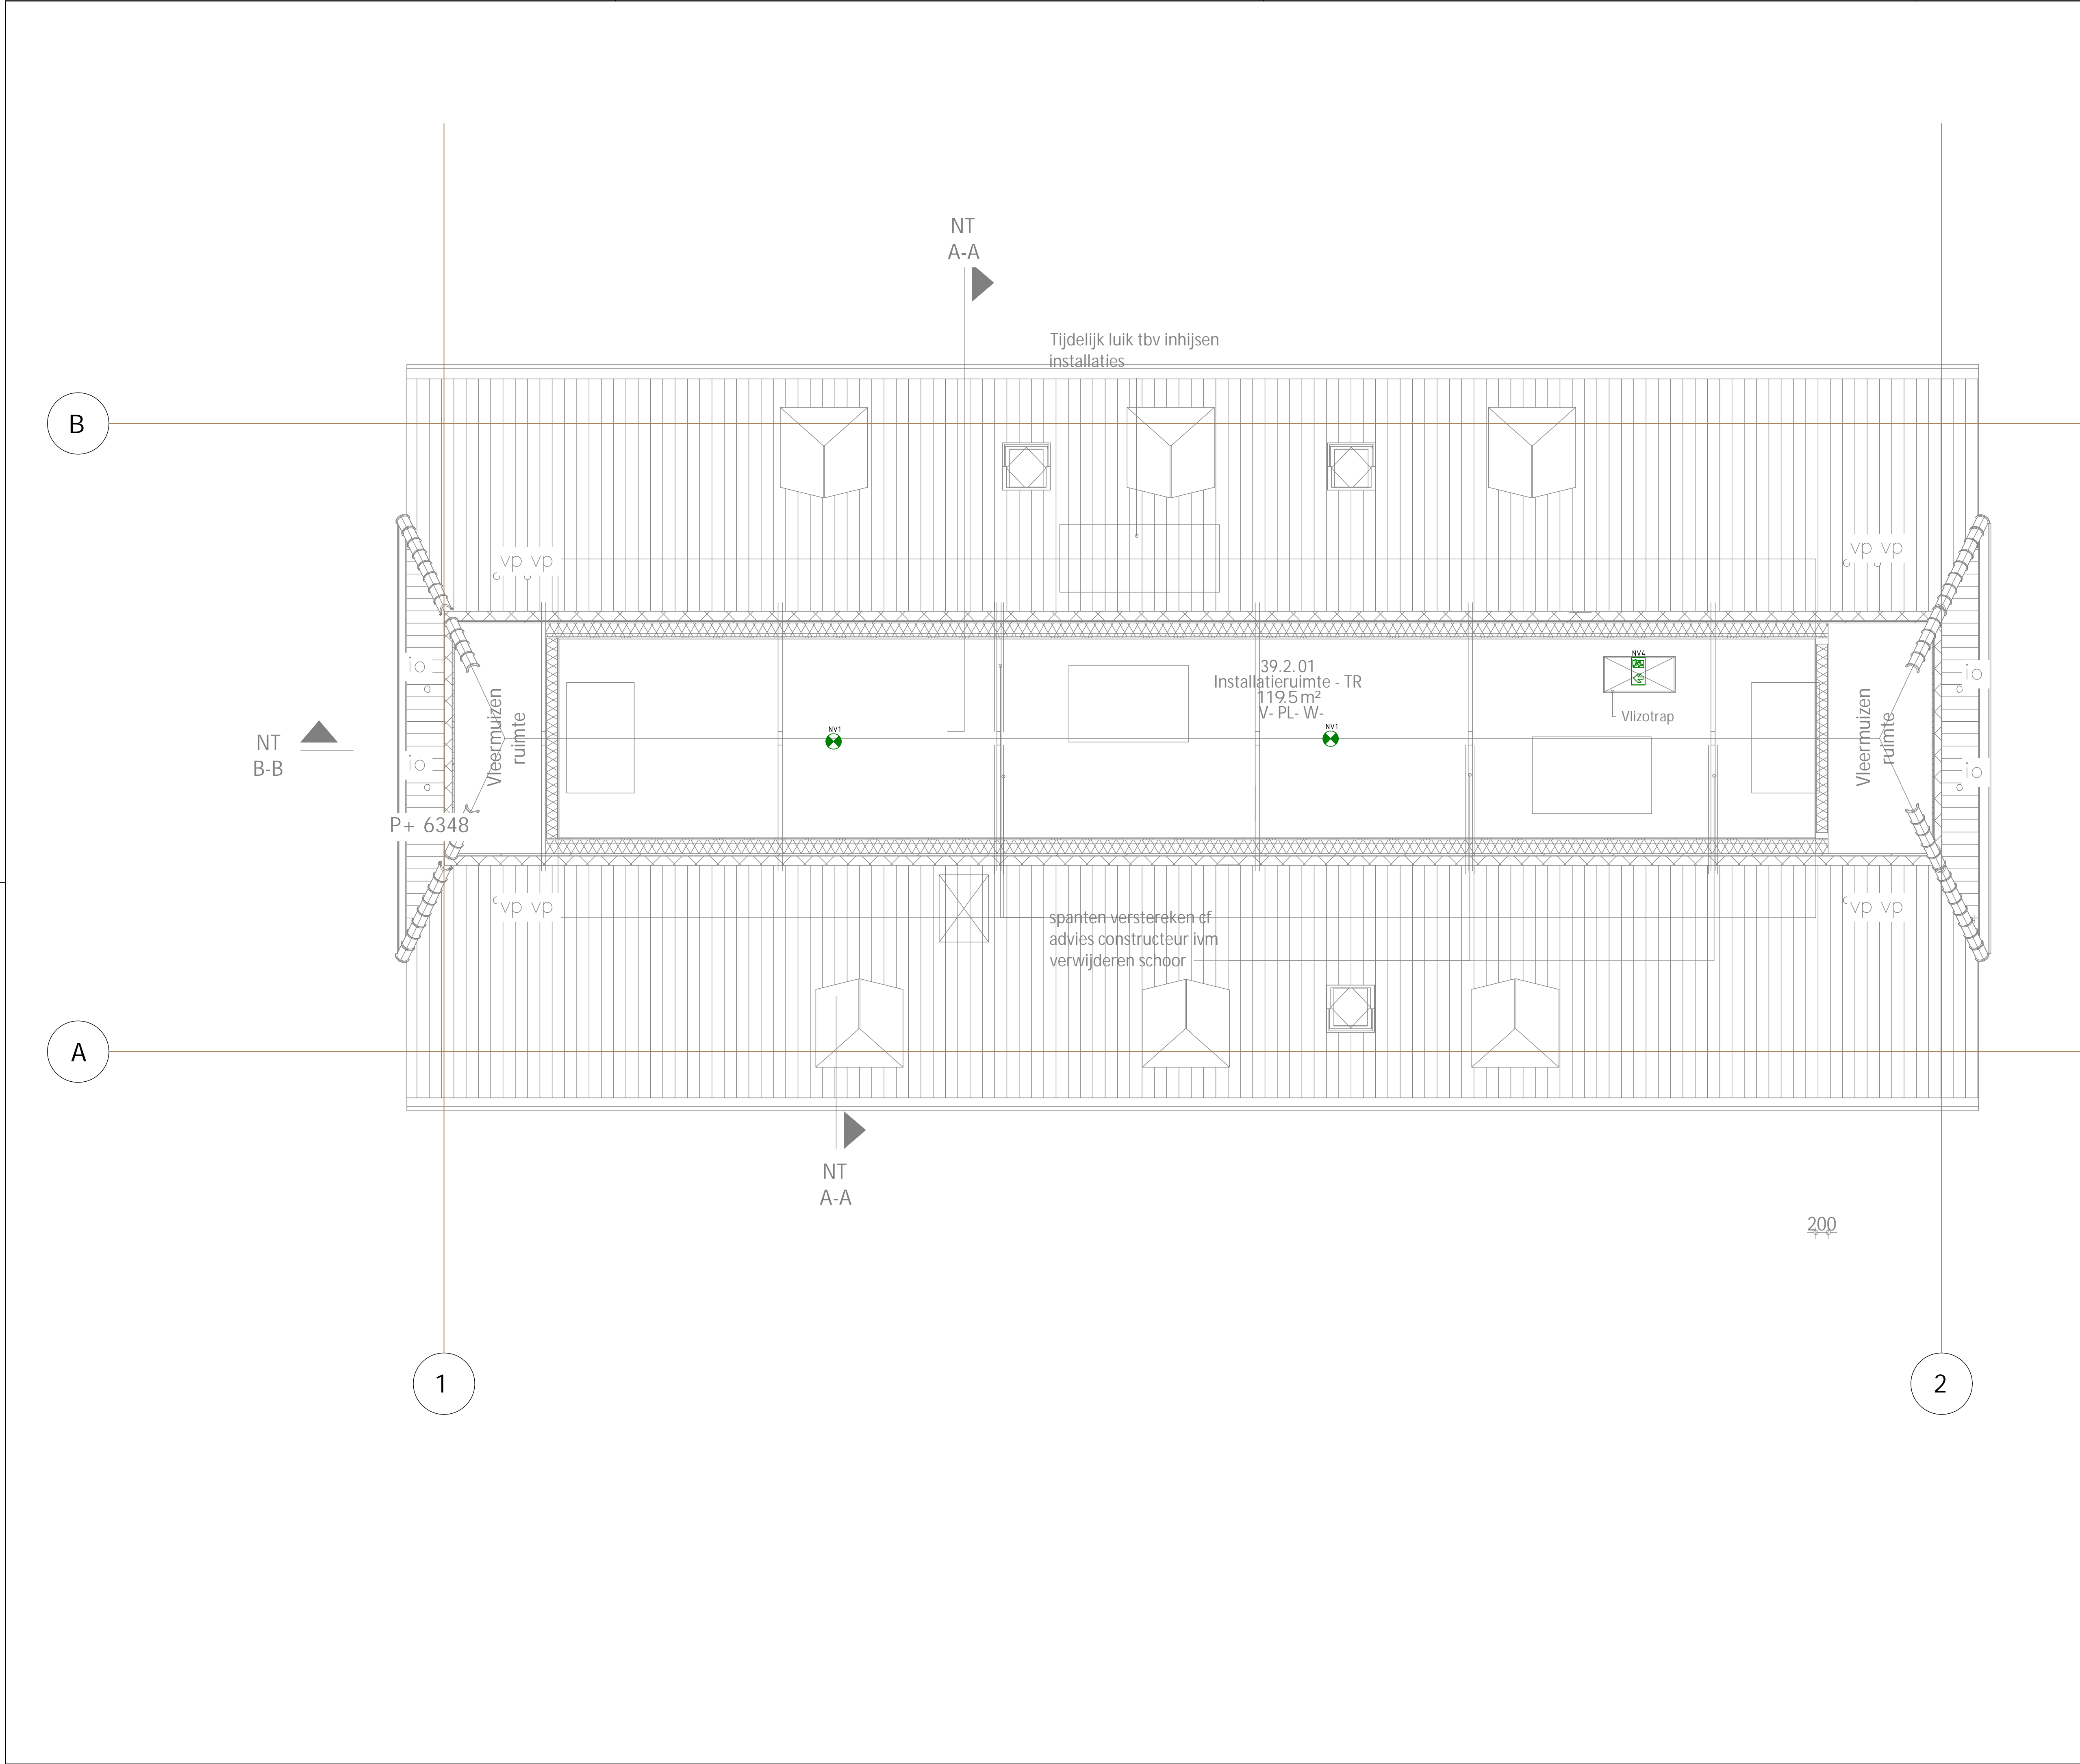 NT
A-A
Tijdelijk luik tbv inhijsen
installaties
B
vp vp
vp vp
39.2.01
Installatieruimte - TR
119.5 m²
V- PL- W-
NV4
Vlizotrap
io
io
Vleermuizen
ruimte
Vleermuizen
ruimte
NV1
NV1
NT
B-B
io
io
P+ 6348
vp vp
vp vp
spanten verstereken cf
advies constructeur ivm
verwijderen schoor
A
NT
A-A
200
1
2